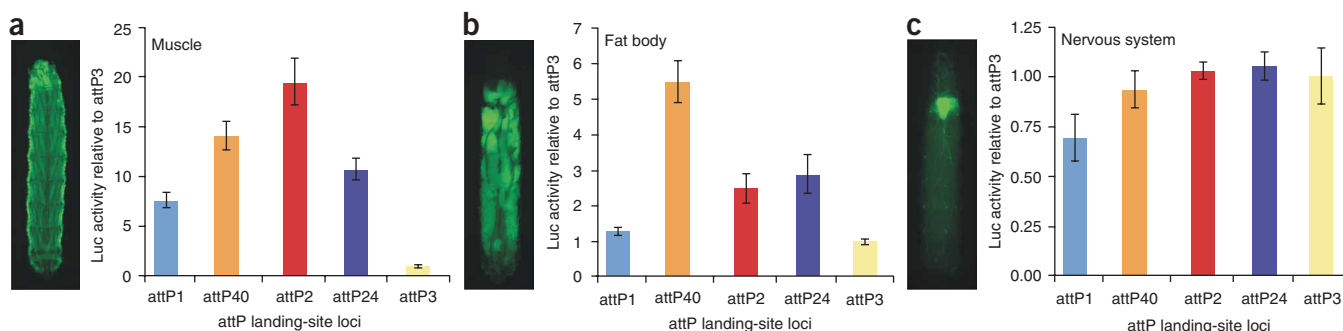 a
Luc activity relative to attP3
25
20
15
10
5
0
Muscle
attP1 attP40 attP2 attP24 attP3
attP landing-site loci
b
Luc activity relative to attP3
7
6
5
4
3
2
1
0
Fat body
attP1 attP40 attP2 attP24 attP3
attP landing-site loci
c
Luc activity relative to attP3
1.25
1.00
0.75
0.50
0.25
0.00
Nervous system
attP1 attP40 attP2 attP24 attP3
attP landing-site loci